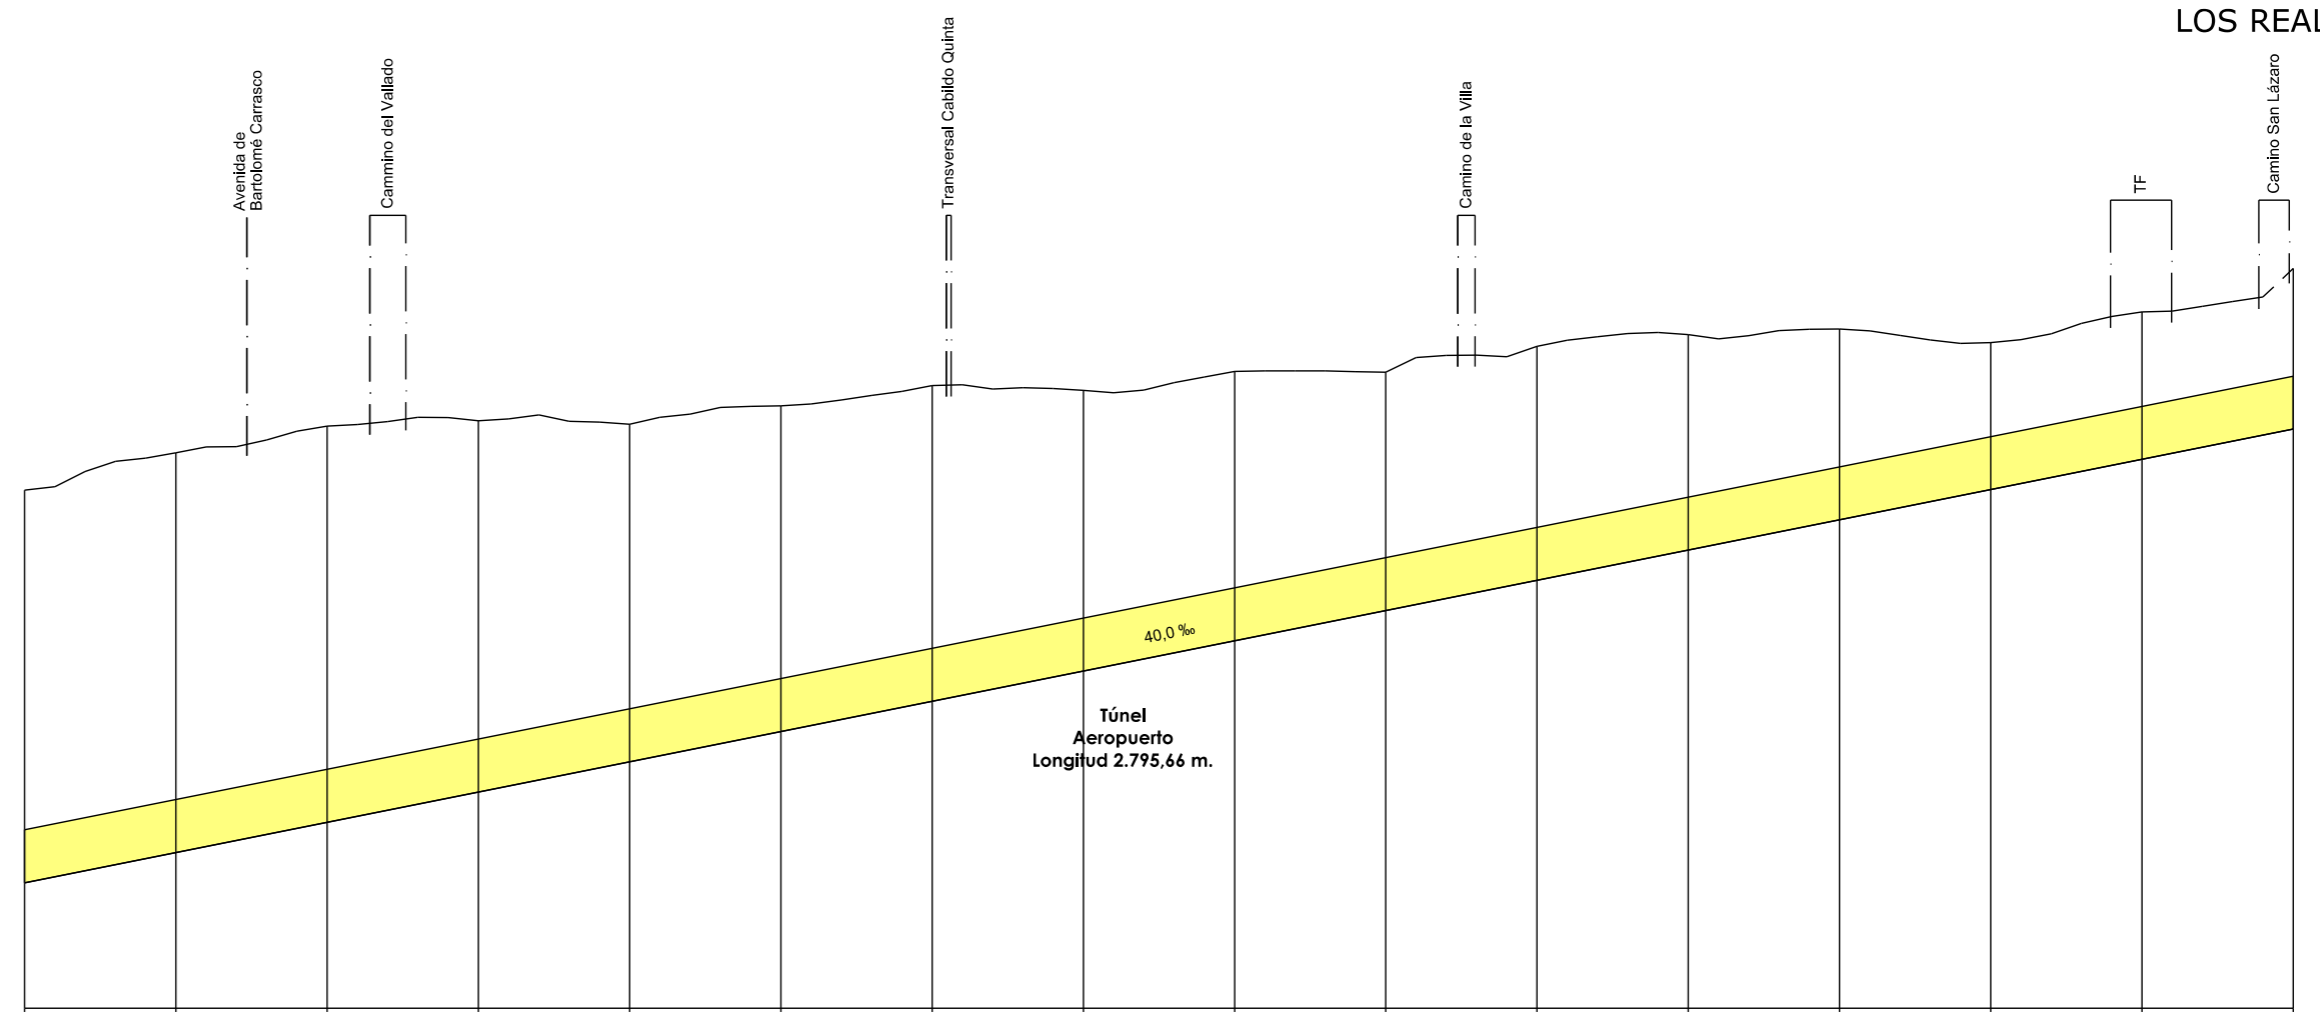 LOS REAL
Avenida de
Bartolomé Carrasco
Cammino del Vallado
Transversal Cabildo Quinta
Camino de la Villa
TF
Camino San Lázaro
40,0 ‰
Túnel
Aeropuerto
Longitud 2.795,66 m.